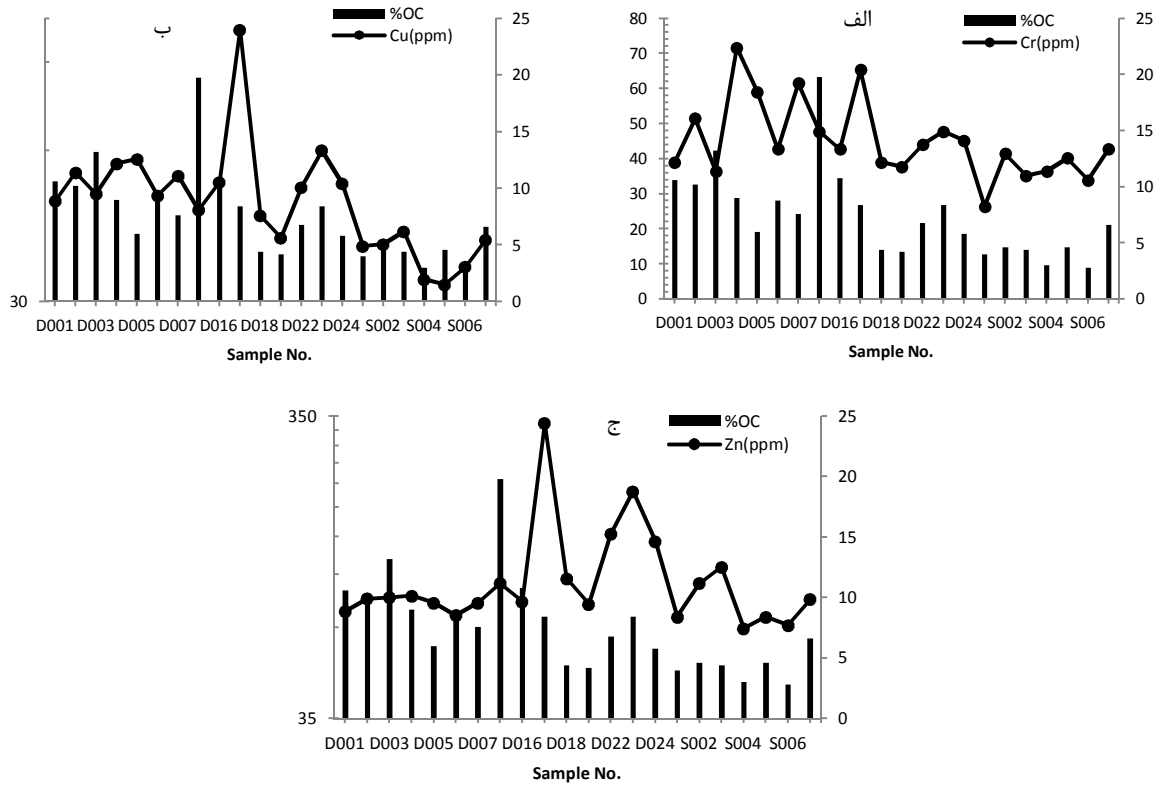 ب
%OC
Cu(ppm)
25
20
15
10
5
0
30
D001 D003 D005 D007 D016 D018 D022 D024 S002 S004 S006
Sample No.
الف
%OC
Cr(ppm)
80
70
60
50
40
30
20
10
0
25
20
15
10
5
0
D001 D003 D005 D007 D016 D018 D022 D024 S002 S004 S006
Sample No.
ج
%OC
Zn(ppm)
350
35
25
20
15
10
5
0
D001 D003 D005 D007 D016 D018 D022 D024 S002 S004 S006
Sample No.